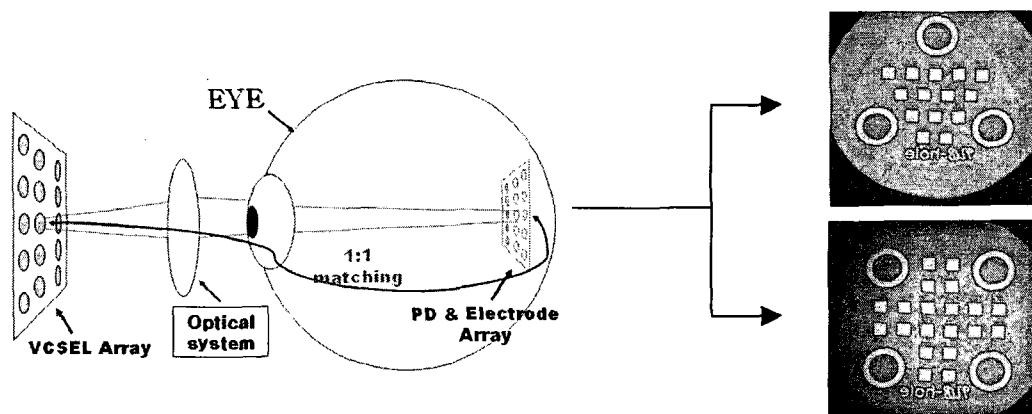 EYE
1:1
matching
Optical
system
VCSEL Array
PD & Electrode
Array